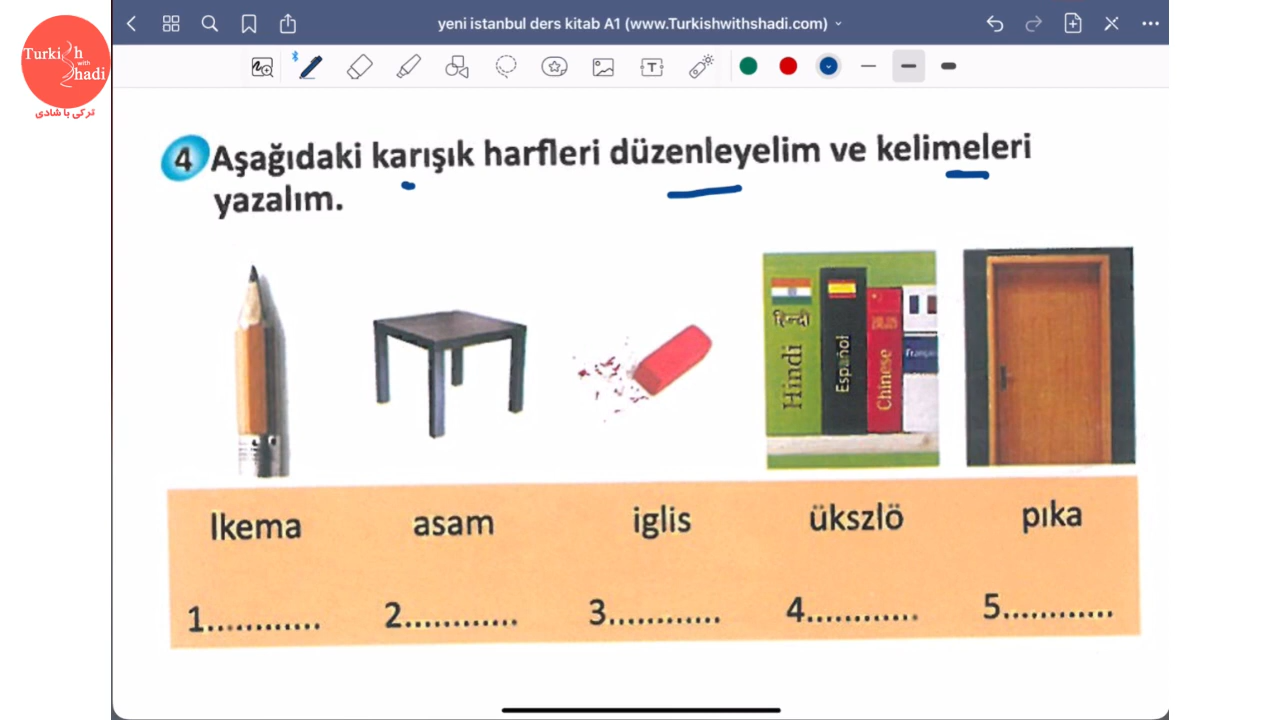 Turkish
with
Shadi
ترکی با شادی
yeni istanbul ders kitab A1 (www.Turkishwithshadi.com)
T
4 Aşağıdaki karışık harfleri düzenleyelim ve kelimeleri
yazalım.
हिन्दी
Hindi
Español
Chinese
Français
lkema asam iglis ükszlö pıka
1............ 2............ 3............ 4............ 5............